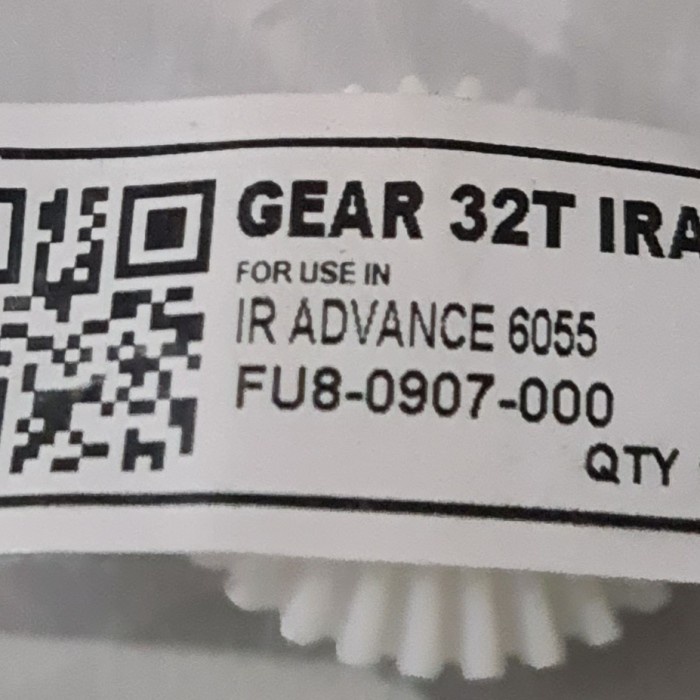 GEAR 32T IRA
FOR USE IN
IR ADVANCE 6055
FU8-0907-000
QTY